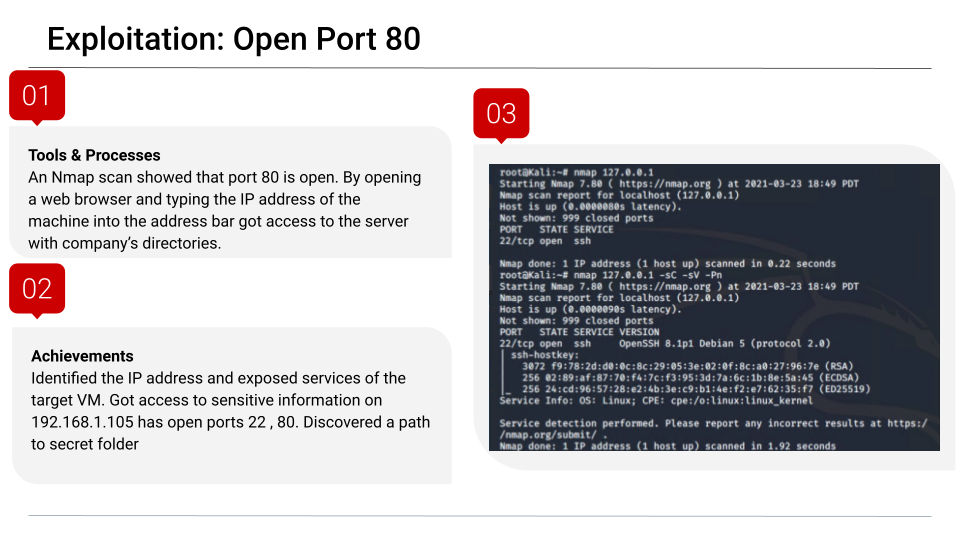 Exploitation: Open Port 80
01
Tools & Processes
An Nmap scan showed that port 80 is open. By opening
a web browser and typing the IP address of the
machine into the address bar got access to the server
with company’s directories.
02
Achievements
Identified the IP address and exposed services of the
target VM. Got access to sensitive information on
192.168.1.105 has open ports 22 , 80. Discovered a path
to secret folder
03
root@Kali:~# nmap 127.0.0.1
Starting Nmap 7.80 ( https://nmap.org ) at 2021-03-23 18:49 PDT
Nmap scan report for localhost (127.0.0.1)
Host is up (0.0000080s latency).
Not shown: 999 closed ports
PORT   STATE SERVICE
22/tcp open  ssh
Nmap done: 1 IP address (1 host up) scanned in 0.22 seconds
root@Kali:~# nmap 127.0.0.1 -sC -sV -Pn
Starting Nmap 7.80 ( https://nmap.org ) at 2021-03-23 18:49 PDT
Nmap scan report for localhost (127.0.0.1)
Host is up (0.0000090s latency).
Not shown: 999 closed ports
PORT   STATE SERVICE VERSION
22/tcp open  ssh     OpenSSH 8.1p1 Debian 5 (protocol 2.0)
| ssh-hostkey:
|   3072 f9:78:2d:d0:0c:8c:29:05:3e:02:0f:8c:a0:27:96:7e (RSA)
|   256 02:89:af:87:70:f4:7c:f3:95:3d:7a:6c:1b:8e:5a:45 (ECDSA)
|_  256 24:cd:96:57:28:e2:4b:3e:c9:b1:4e:f2:e7:62:35:f7 (ED25519)
Service Info: OS: Linux; CPE: cpe:/o:linux:linux_kernel
Service detection performed. Please report any incorrect results at https:/
/nmap.org/submit/ .
Nmap done: 1 IP address (1 host up) scanned in 1.92 seconds